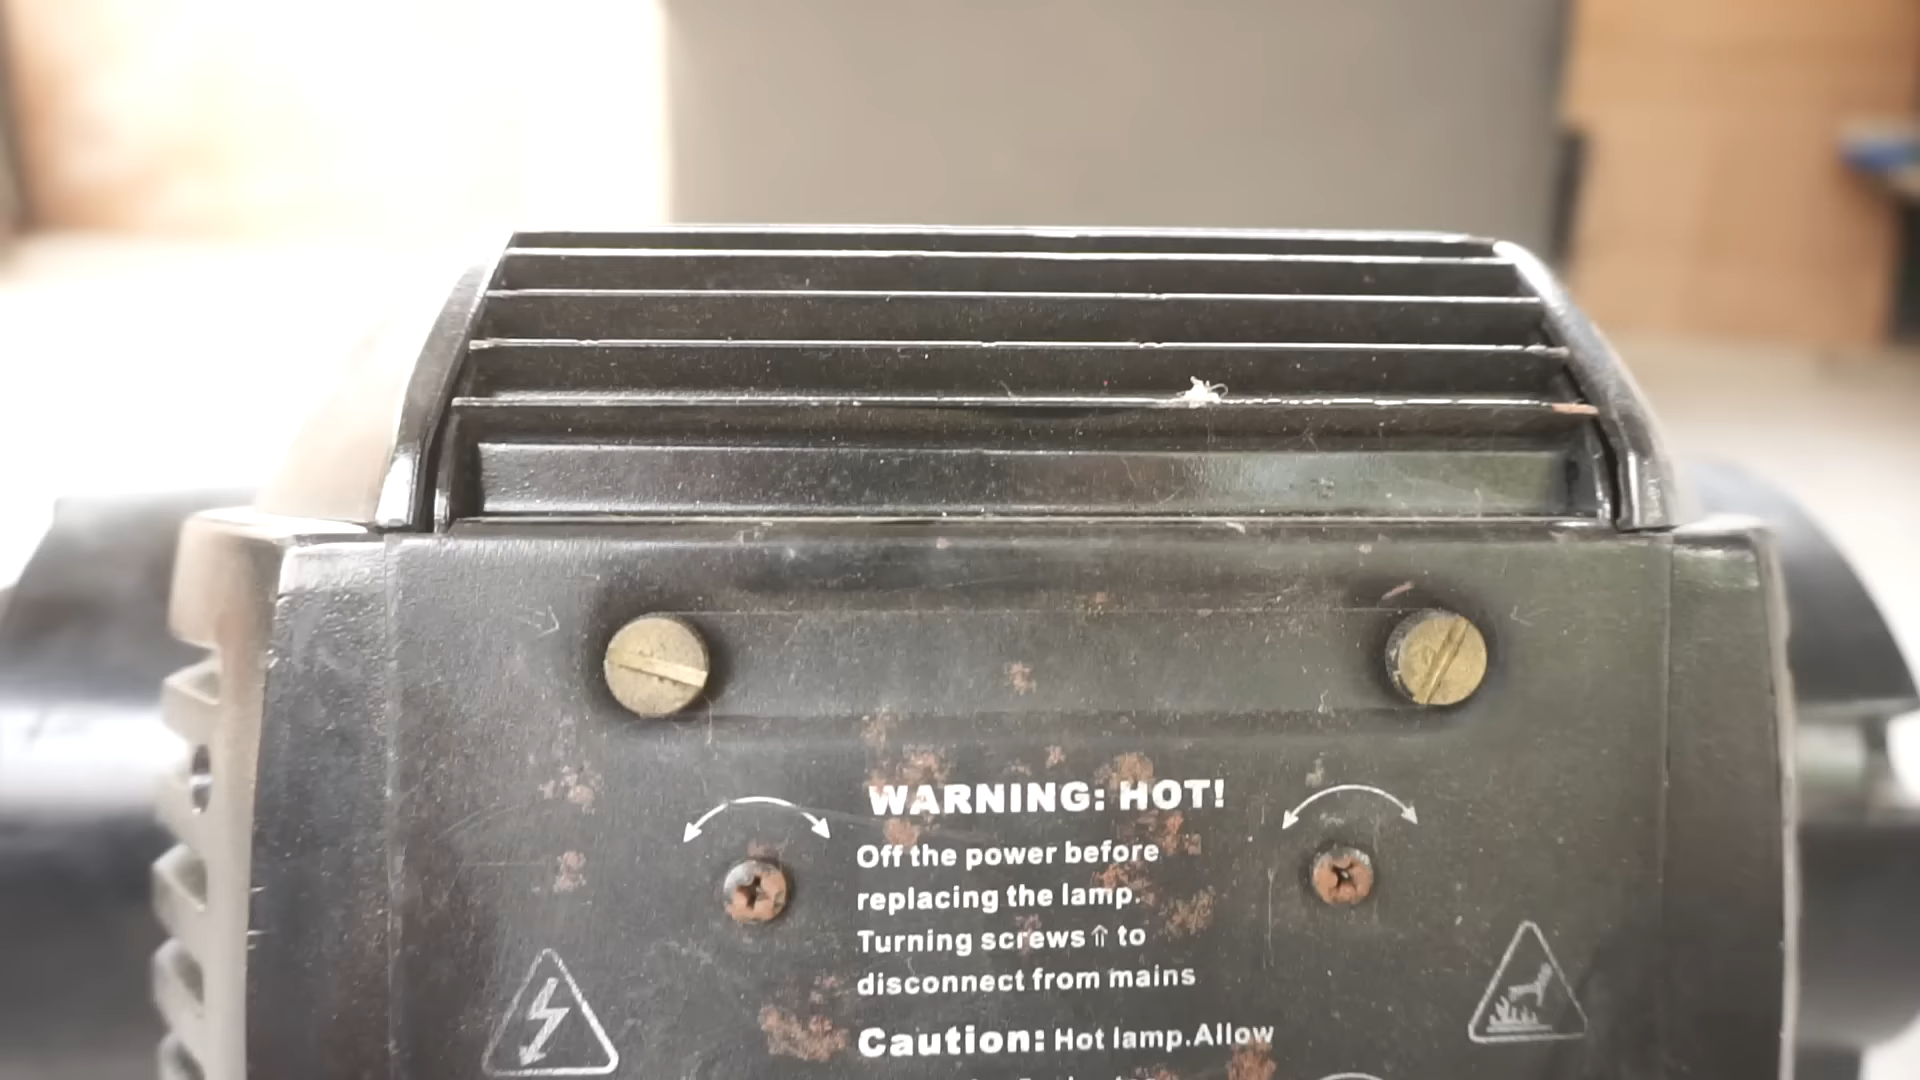 WARNING: HOT!
Off the power before
replacing the lamp.
Turning screws⇑ to
disconnect from mains
Caution: Hot lamp.Allow